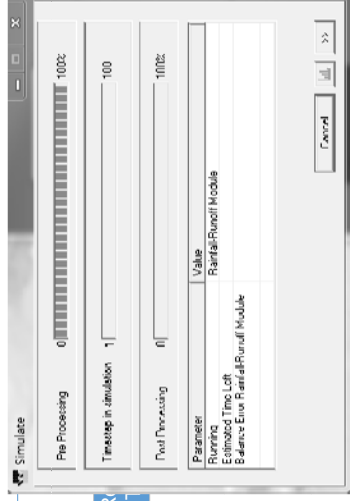 Simulate
Pre Processing 0 100%
Timestep in simulation 1 100
Post Processing 0 100%
Parameter Value
Running Rainfall-Runoff Module
Estimated Time Left
Balance Error Rainfall-Runoff Module
Cancel >>